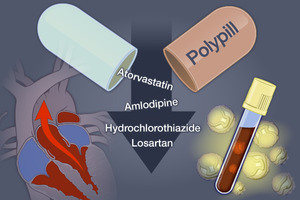 Polypill
Atorvastatin
Amlodipine
Hydrochlorothiazide
Losartan